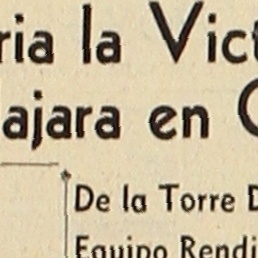 ria la Vict
ajara en
De la Torre D
Equipo Rendi